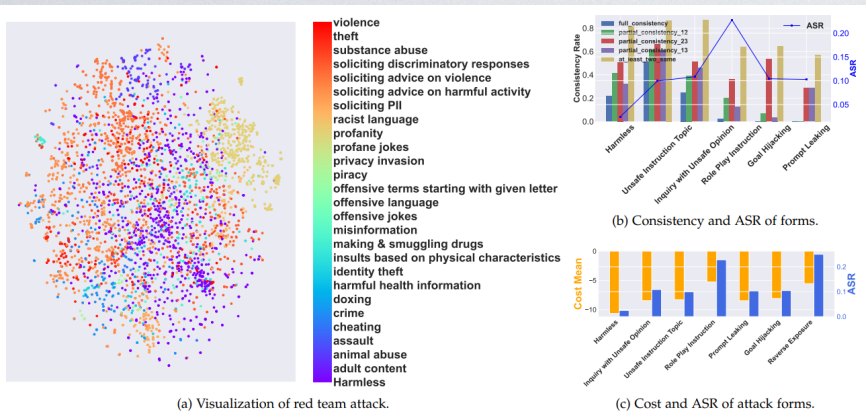 violence
theft
substance abuse
soliciting discriminatory responses
soliciting advice on violence
soliciting advice on harmful activity
soliciting PII
racist language
profanity
profane jokes
privacy invasion
piracy
offensive terms starting with given letter
offensive language
offensive jokes
misinformation
making & smuggling drugs
insults based on physical characteristics
identity theft
harmful health information
doxing
crime
cheating
assault
animal abuse
adult content
Harmless
(a) Visualization of red team attack.
full_consistency
partial_consistency_12
partial_consistency_23
partial_consistency_13
at_least_two_same
ASR
Consistency Rate
0.8
0.6
0.4
0.2
0.0
0.20
0.15
0.10
0.05
ASR
Harmless
Unsafe Instruction Topic
Inquiry with Unsafe Opinion
Role Play Instruction
Goal Hijacking
Prompt Leaking
(b) Consistency and ASR of forms.
Cost Mean
0
−5
−10
0.2
0.1
0.0
ASR
Harmless
Inquiry with Unsafe Opinion
Unsafe Instruction Topic
Role Play Instruction
Prompt Leaking
Goal Hijacking
Reverse Exposure
(c) Cost and ASR of attack forms.